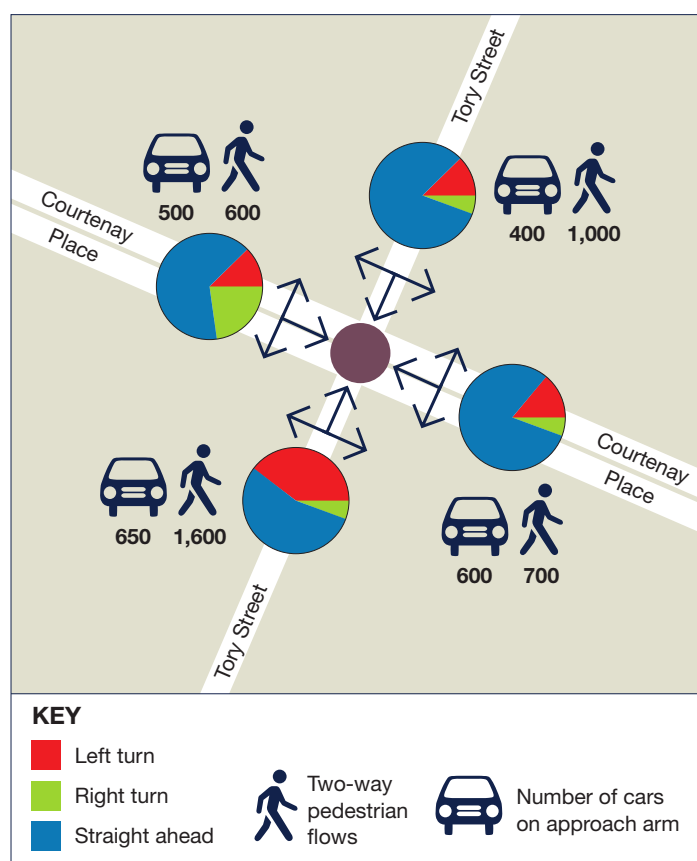 Tory Street
500 600
400 1,000
Courtenay
Place
650 1,600
600 700
Courtenay
Place
Tory Street
KEY
Left turn
Right turn
Straight ahead
Two-way
pedestrian
flows
Number of cars
on approach arm